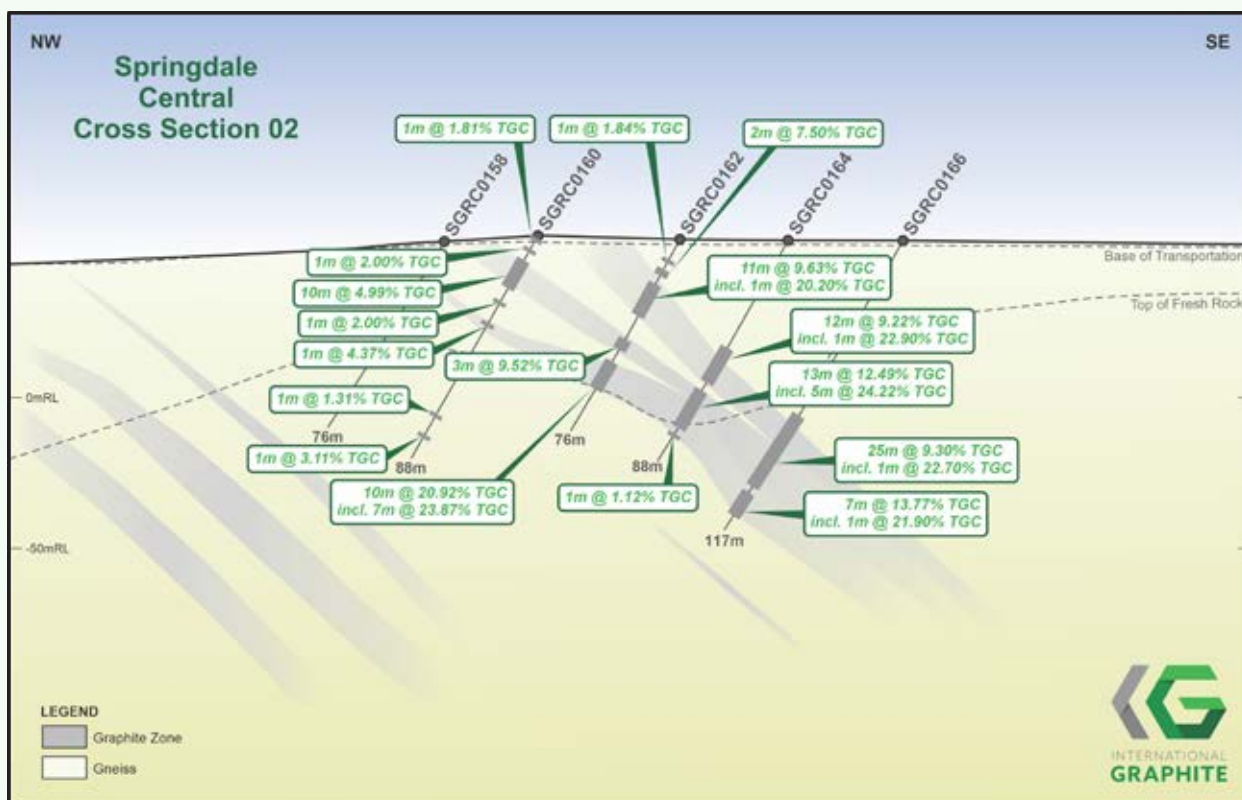 NW
SE
Springdale
Central
Cross Section 02
1m @ 1.81% TGC
1m @ 1.84% TGC
2m @ 7.50% TGC
SGRC0158
SGRC0160
SGRC0162
SGRC0164
SGRC0166
Base of Transportation
1m @ 2.00% TGC
11m @ 9.63% TGC
incl. 1m @ 20.20% TGC
10m @ 4.99% TGC
Top of Fresh Rock
1m @ 2.00% TGC
12m @ 9.22% TGC
incl. 1m @ 22.90% TGC
1m @ 4.37% TGC
3m @ 9.52% TGC
13m @ 12.49% TGC
incl. 5m @ 24.22% TGC
0mRL
1m @ 1.31% TGC
76m
76m
1m @ 3.11% TGC
88m
88m
25m @ 9.30% TGC
incl. 1m @ 22.70% TGC
10m @ 20.92% TGC
incl. 7m @ 23.87% TGC
1m @ 1.12% TGC
7m @ 13.77% TGC
incl. 1m @ 21.90% TGC
117m
-50mRL
LEGEND
Graphite Zone
Gneiss
INTERNATIONAL
GRAPHITE